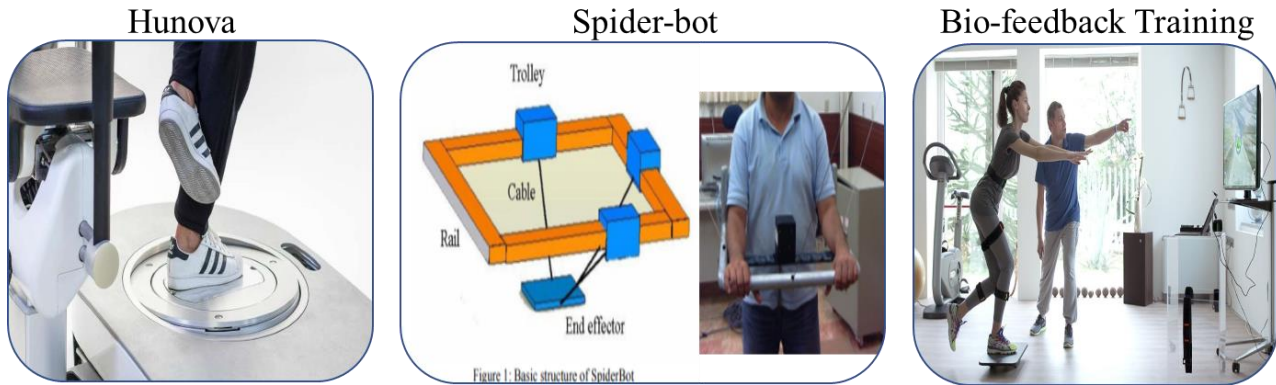 Hunova
Spider-bot
Bio-feedback Training
Trolley
Cable
Rail
End effector
Figure 1: Basic structure of SpiderBot